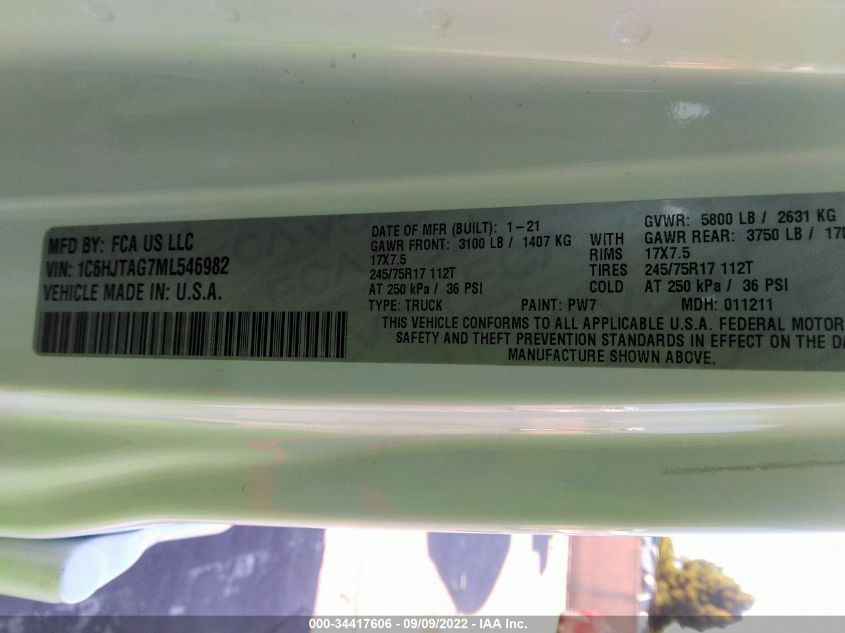 MFD BY: FCA US LLC
VIN: 1C6HJTAG7ML546982
VEHICLE MADE IN: U.S.A.
DATE OF MFR (BUILT): 1-21
GVWR: 5800 LB / 2631 KG
GAWR FRONT: 3100 LB / 1407 KG WITH GAWR REAR: 3750 LB /
17X7.5 RIMS 17X7.5
245/75R17 112T TIRES 245/75R17 112T
AT 250 kPa / 36 PSI COLD AT 250 kPa / 36 PSI
TYPE: TRUCK PAINT: PW7 MDH: 011211
THIS VEHICLE CONFORMS TO ALL APPLICABLE U.S.A. FEDERAL MOTOR
SAFETY AND THEFT PREVENTION STANDARDS IN EFFECT ON THE
MANUFACTURE SHOWN ABOVE.
000-34417606 - 09/09/2022 - IAA Inc.